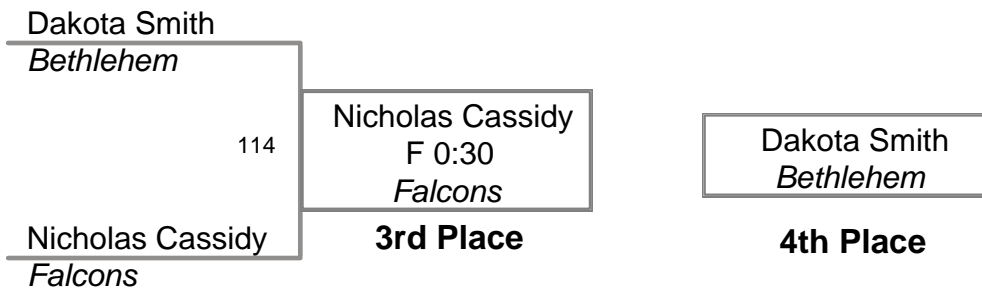 Dakota Smith
Bethlehem
114
Nicholas Cassidy
Falcons
Nicholas Cassidy
F 0:30
Falcons
3rd Place
Dakota Smith
Bethlehem
4th Place